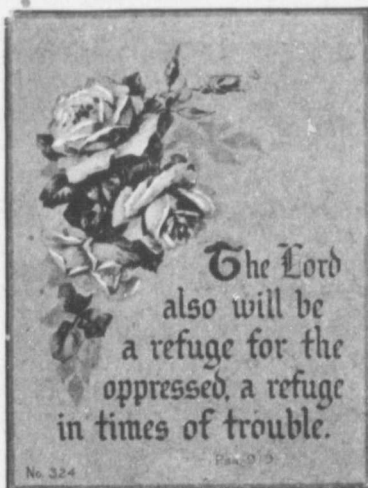 The Lord
also will be
a refuge for the
oppressed, a refuge
in times of trouble.
Psa. 9:9
No. 324